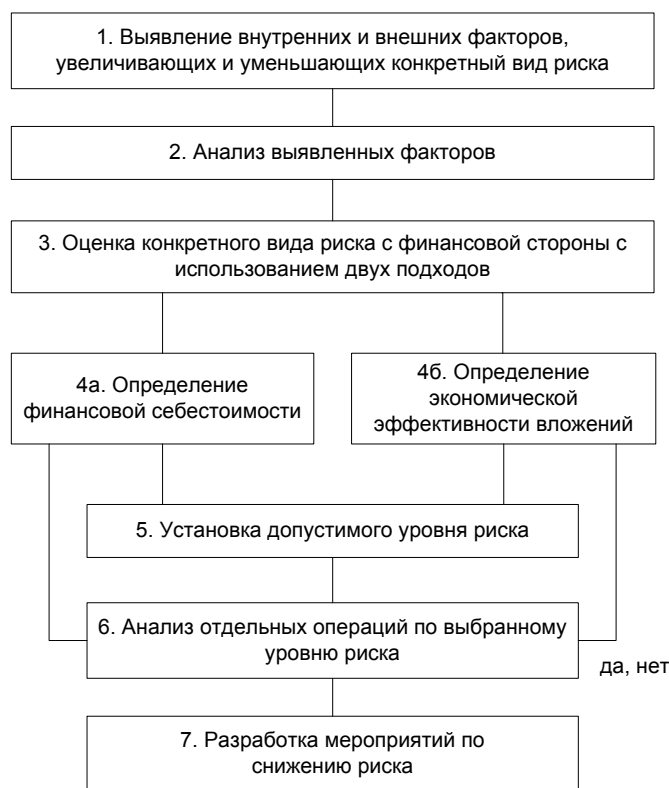 1. Выявление внутренних и внешних факторов,
увеличивающих и уменьшающих конкретный вид риска
2. Анализ выявленных факторов
3. Оценка конкретного вида риска с финансовой стороны с
использованием двух подходов
4а. Определение
финансовой себестоимости
4б. Определение
экономической
эффективности вложений
5. Установка допустимого уровня риска
6. Анализ отдельных операций по выбранному
уровню риска
да, нет
7. Разработка мероприятий по
снижению риска